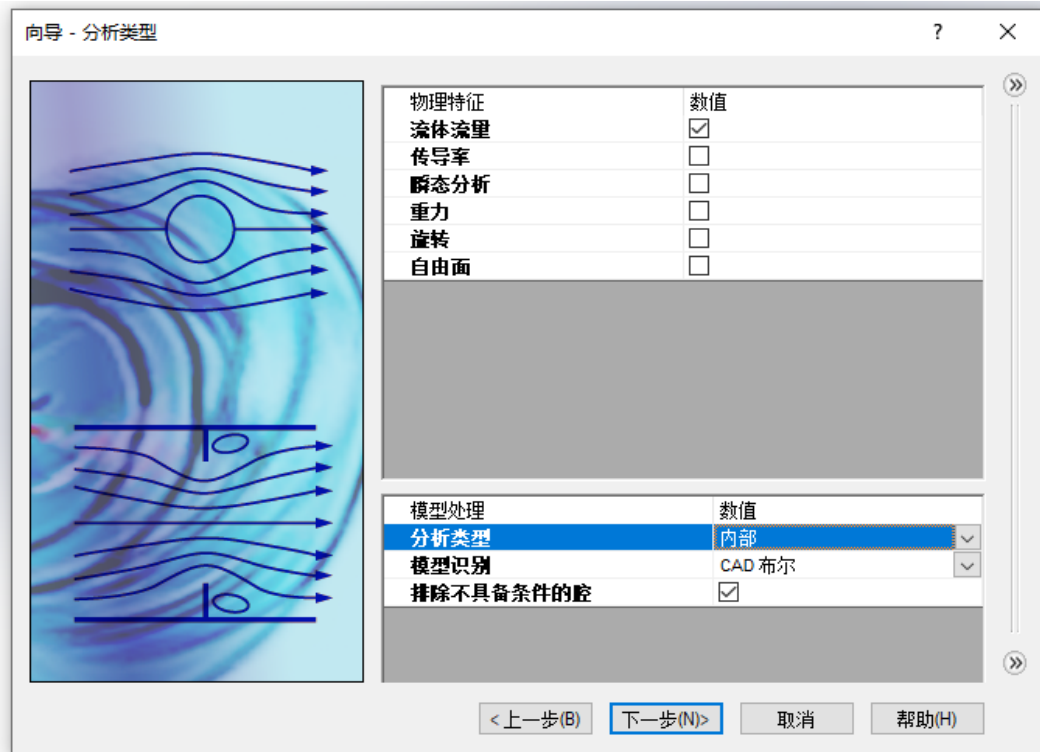 向导 - 分析类型
?
物理特征 数值
流体流量
传导率
瞬态分析
重力
旋转
自由面
模型处理 数值
分析类型 内部
模型识别 CAD 布尔
排除不具备条件的腔
<上一步(B) 下一步(N)> 取消 帮助(H)